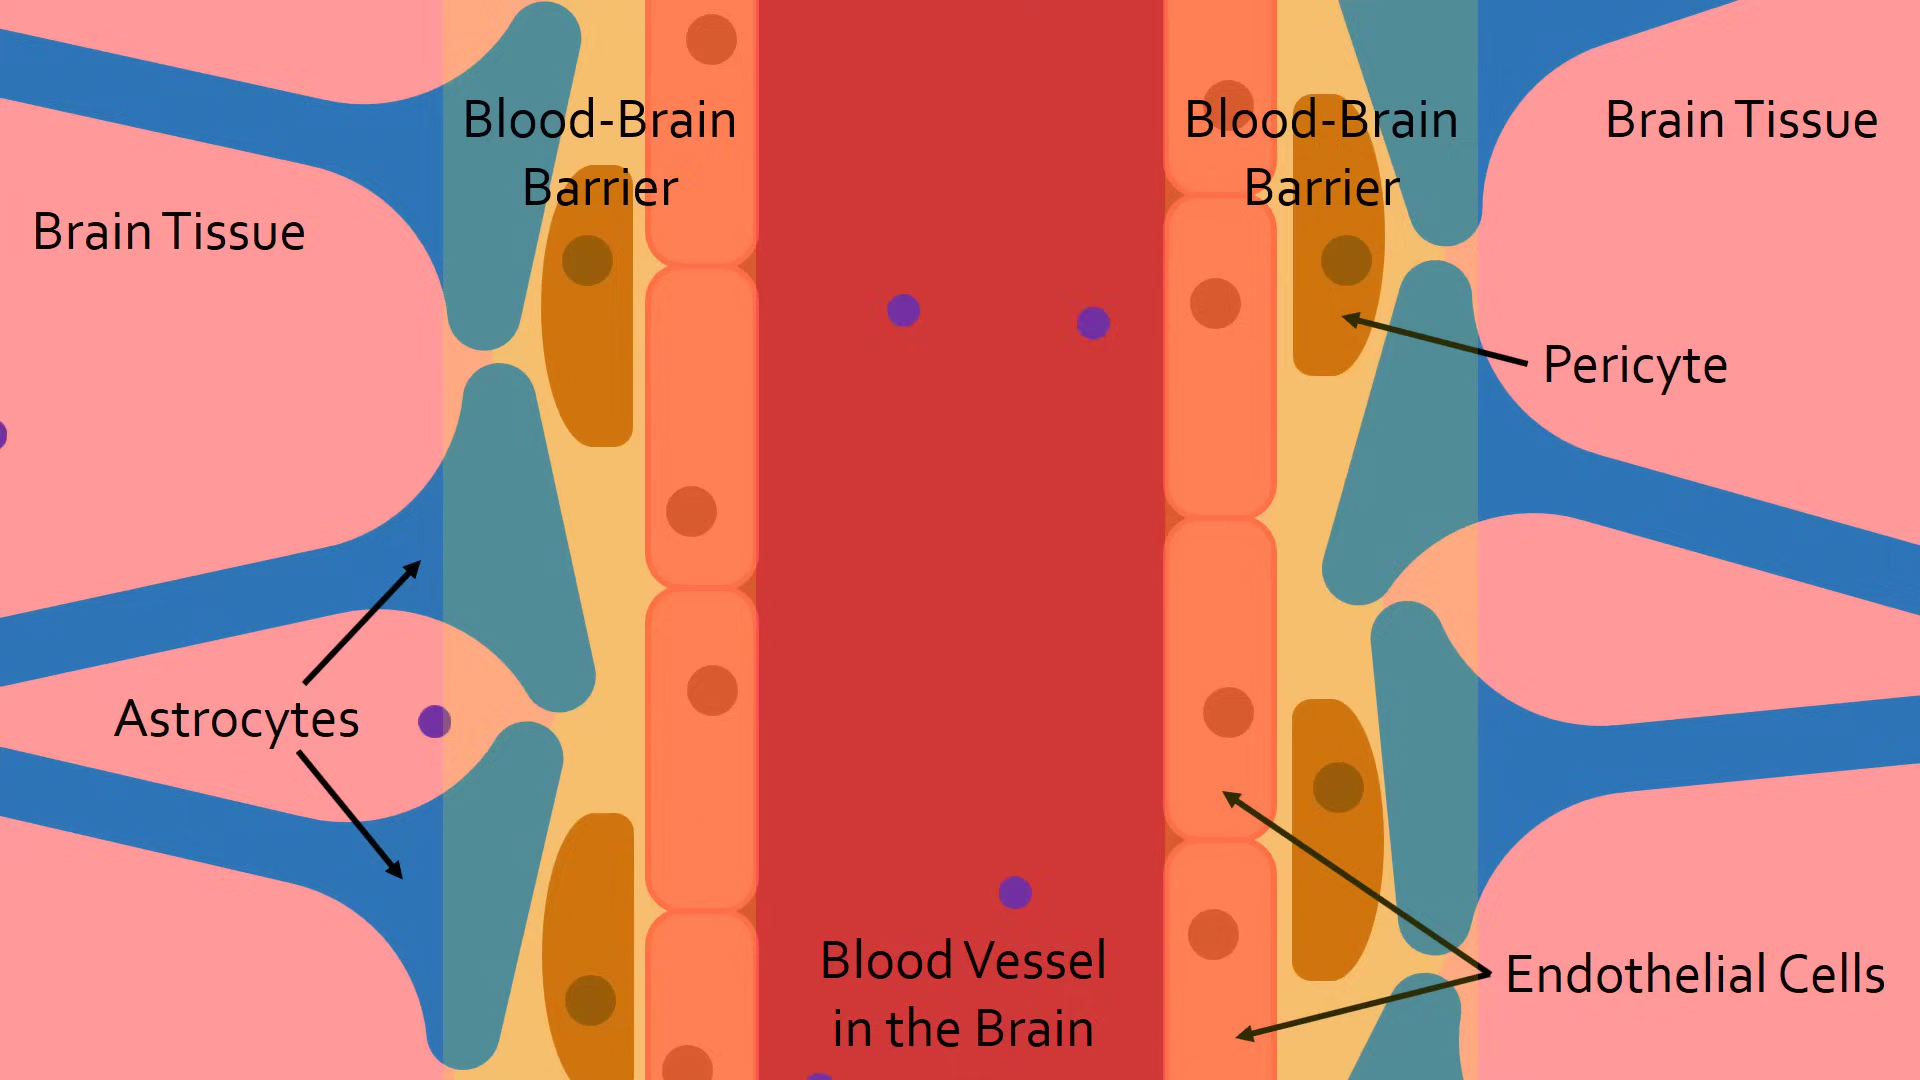 Blood-Brain
Barrier
Blood-Brain
Barrier
Brain Tissue
Brain Tissue
Pericyte
Astrocytes
Blood Vessel
in the Brain
Endothelial Cells